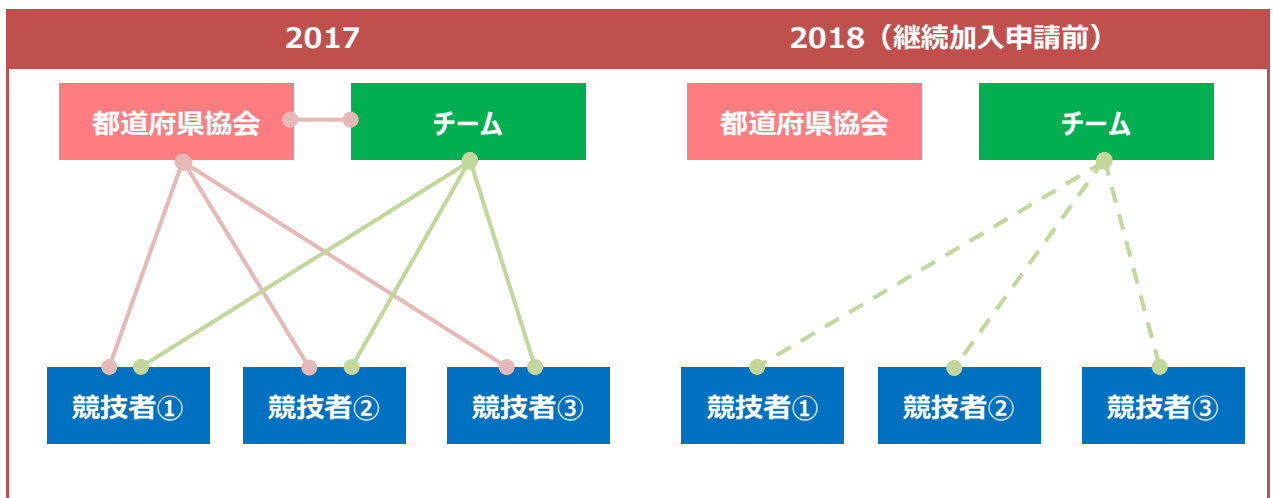 2017
2018（継続加入申請前）
都道府県協会
チーム
都道府県協会
チーム
競技者①
競技者②
競技者③
競技者①
競技者②
競技者③